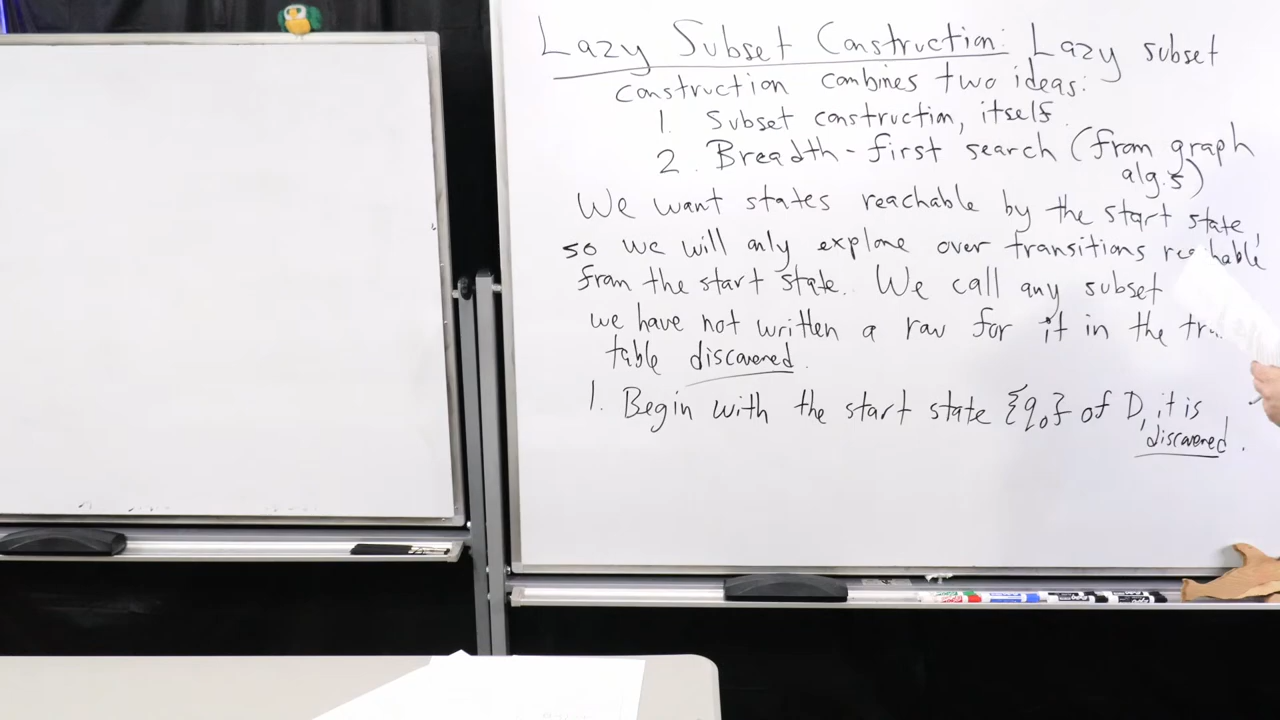 Lazy Subset Construction: Lazy subset
construction combines two ideas:
1. Subset construction, itself.
2. Breadth-first search (from graph
alg.s)
We want states reachable by the start state,
so we will only explore over transitions reachable
from the start state. We call any subset
we have not written a row for it in the
table discovered.
1. Begin with the start state {q₀} of D, it is
discovered.